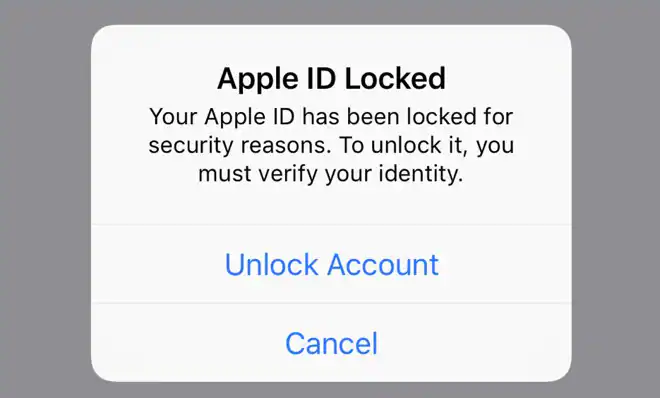 Apple ID Locked
Your Apple ID has been locked for
security reasons. To unlock it, you
must verify your identity.
Unlock Account
Cancel